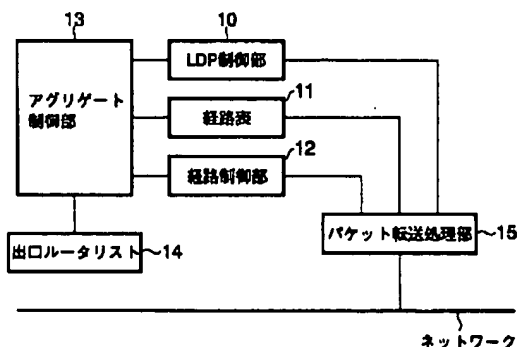 13
10
LDP制御部
11
アグリゲート
制御部
経路表
12
経路制御部
出口ルータリスト
14
パケット転送処理部
15
ネットワーク